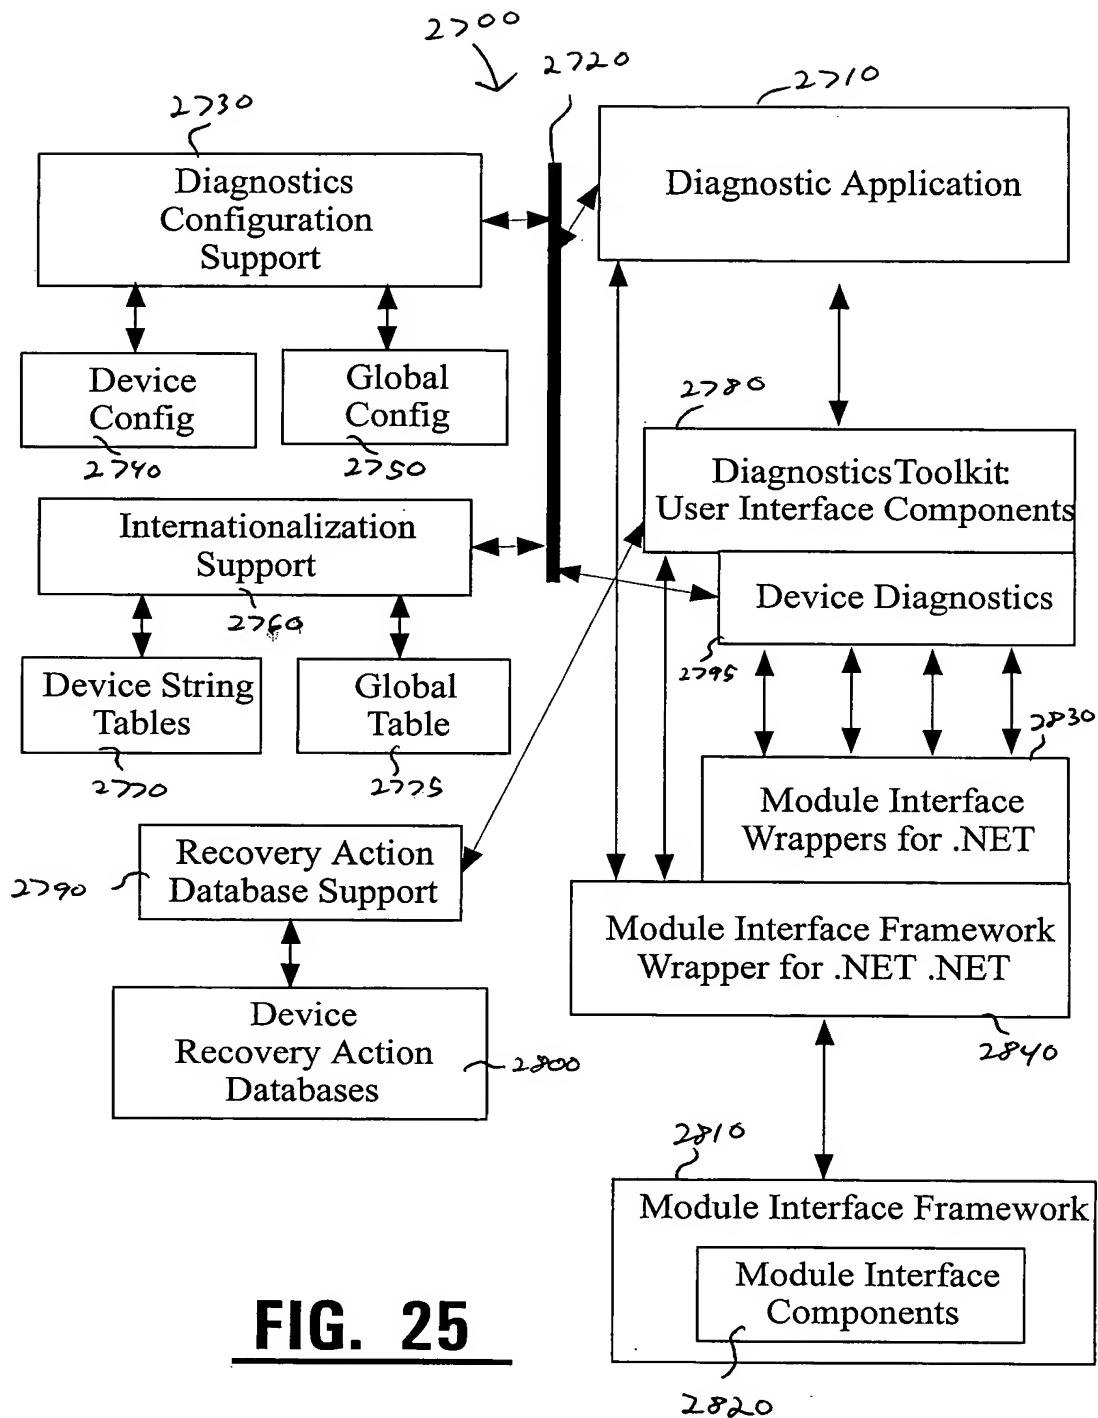 2700
2720
2710
2730
Diagnostics
Configuration
Support
Diagnostic Application
Device
Config
2740
Global
Config
2750
2780
DiagnosticsToolkit:
User Interface Components
Internationalization
Support
2760
Device Diagnostics
2795
Device String
Tables
2770
Global
Table
2775
2830
Module Interface
Wrappers for .NET
Recovery Action
Database Support
2790
Module Interface Framework
Wrapper for .NET .NET
2840
Device
Recovery Action
Databases
2800
2810
Module Interface Framework
Module Interface
Components
2820
FIG. 25